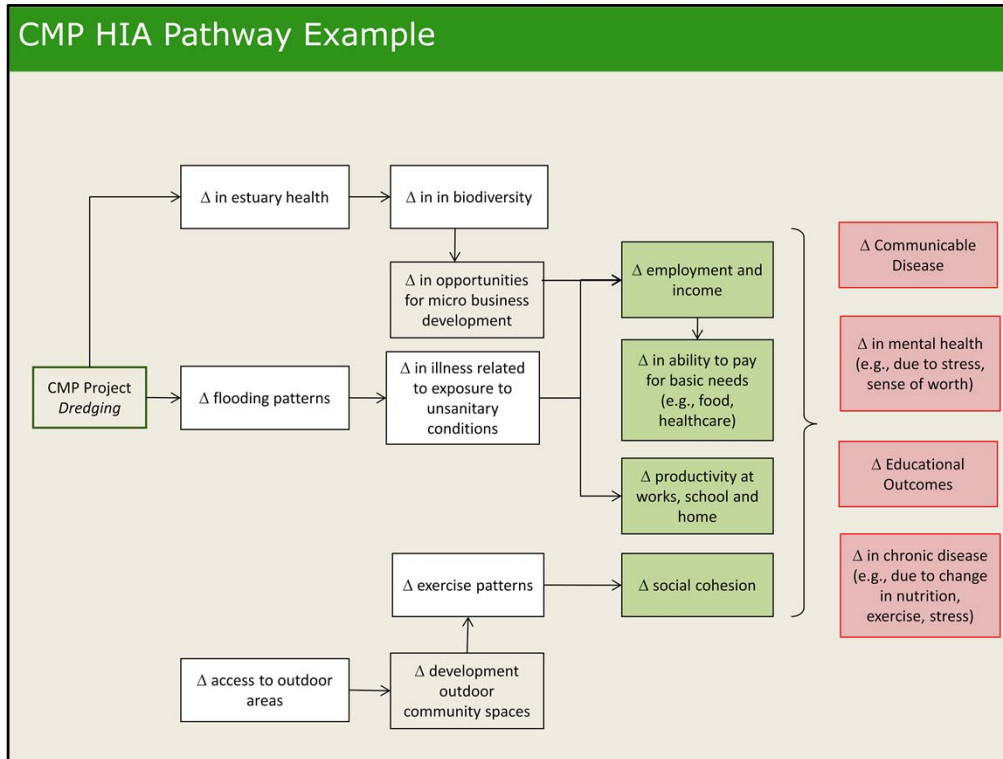 CMP HIA Pathway Example
Δ in estuary health
Δ in in biodiversity
Δ in opportunities
for micro business
development
Δ employment and
income
Δ Communicable
Disease
CMP Project
Dredging
Δ flooding patterns
Δ in illness related
to exposure to
unsanitary
conditions
Δ in ability to pay
for basic needs
(e.g., food,
healthcare)
Δ in mental health
(e.g., due to stress,
sense of worth)
Δ productivity at
works, school and
home
Δ Educational
Outcomes
Δ exercise patterns
Δ social cohesion
Δ in chronic disease
(e.g., due to change
in nutrition,
exercise, stress)
Δ access to outdoor
areas
Δ development
outdoor
community spaces